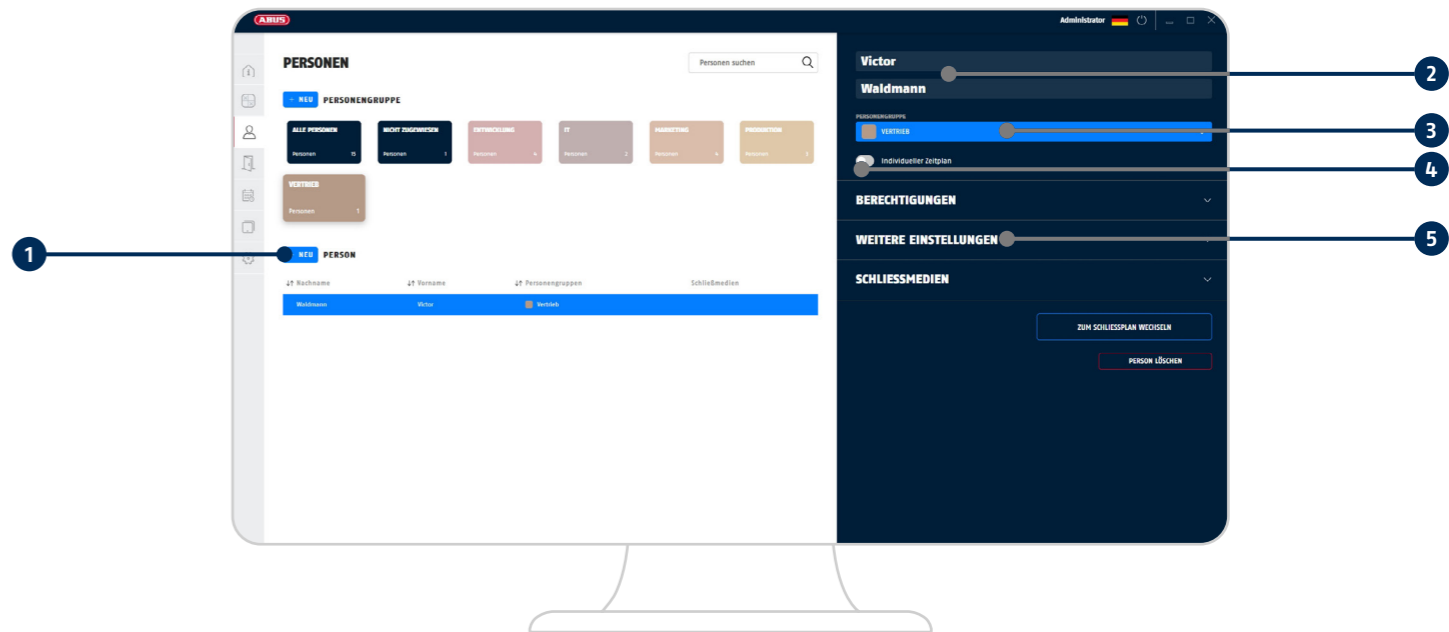 ABUS
Administrator
PERSONEN
Personen suchen
NEU PERSONENGRUPPE
ALLE PERSONEN
Personen 15
NICHT ZUGEWIESEN
Personen 1
ENTWICKLUNG
Personen 4
IT
Personen 2
MARKETING
Personen
PRODUKTION
Personen 3
VERTRIEB
Personen 1
1
NEU PERSON
Nachname Vorname Personengruppen Schließmedien
Waldmann Victor Vertrieb
Victor
2
Waldmann
PERSONENGRUPPE
VERTRIEB
3
Individueller Zeitplan
4
BERECHTIGUNGEN
WEITERE EINSTELLUNGEN
5
SCHLIESSMEDIEN
ZUM SCHLIESSPLAN WECHSELN
PERSON LÖSCHEN